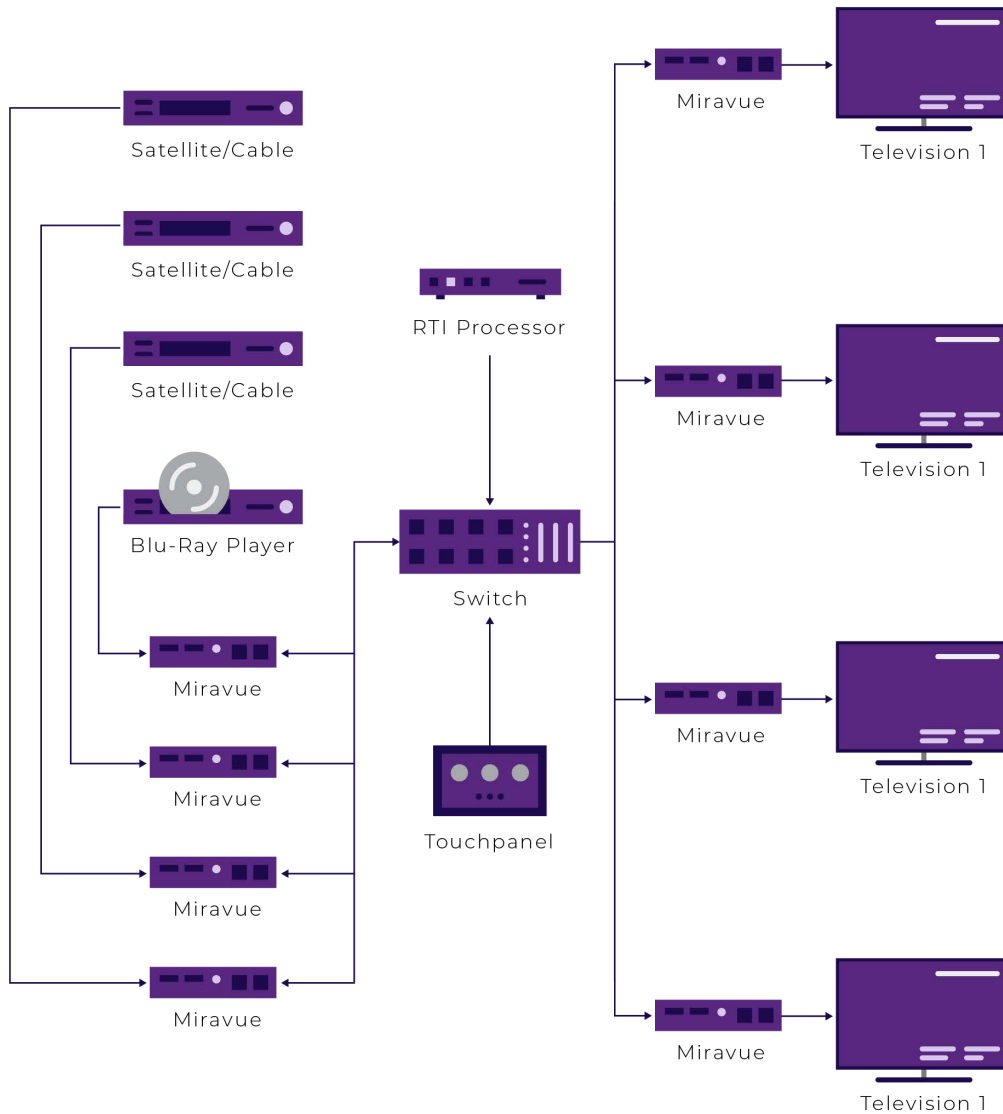 Satellite/Cable
Satellite/Cable
Satellite/Cable
Blu-Ray Player
Miravue
Miravue
Miravue
Miravue
RTI Processor
Switch
Touchpanel
Miravue
Television 1
Miravue
Television 1
Miravue
Television 1
Miravue
Television 1